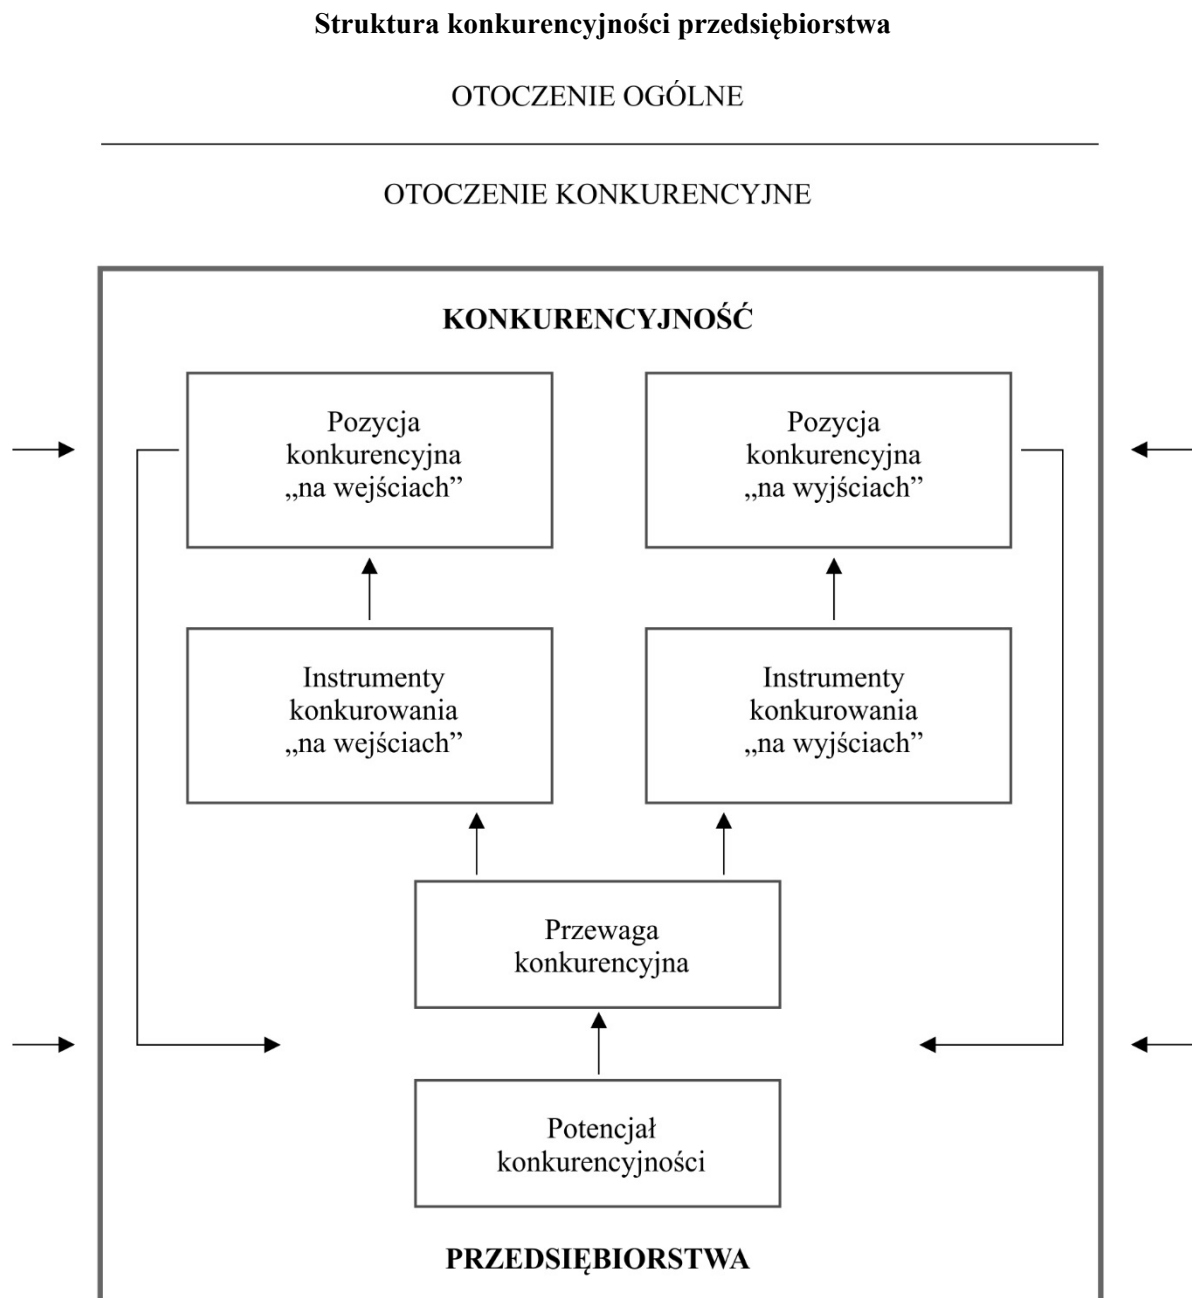 Struktura konkurencyjności przedsiębiorstwa
OTOCZENIE OGÓLNE
OTOCZENIE KONKURENCYJNE
KONKURENCYJNOŚĆ
Pozycja
konkurencyjna
„na wejściach”
Pozycja
konkurencyjna
„na wyjściach”
Instrumenty
konkurowania
„na wejściach”
Instrumenty
konkurowania
„na wyjściach”
Przewaga
konkurencyjna
Potencjał
konkurencyjności
PRZEDSIĘBIORSTWA